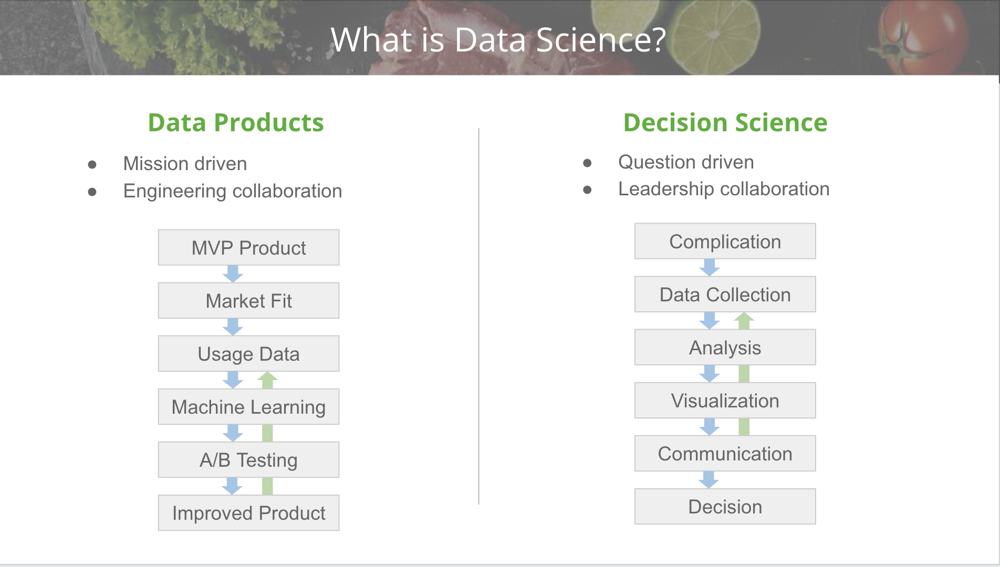 What is Data Science?
Data Products
● Mission driven
● Engineering collaboration
MVP Product
Market Fit
Usage Data
Machine Learning
A/B Testing
Improved Product
Decision Science
● Question driven
● Leadership collaboration
Complication
Data Collection
Analysis
Visualization
Communication
Decision